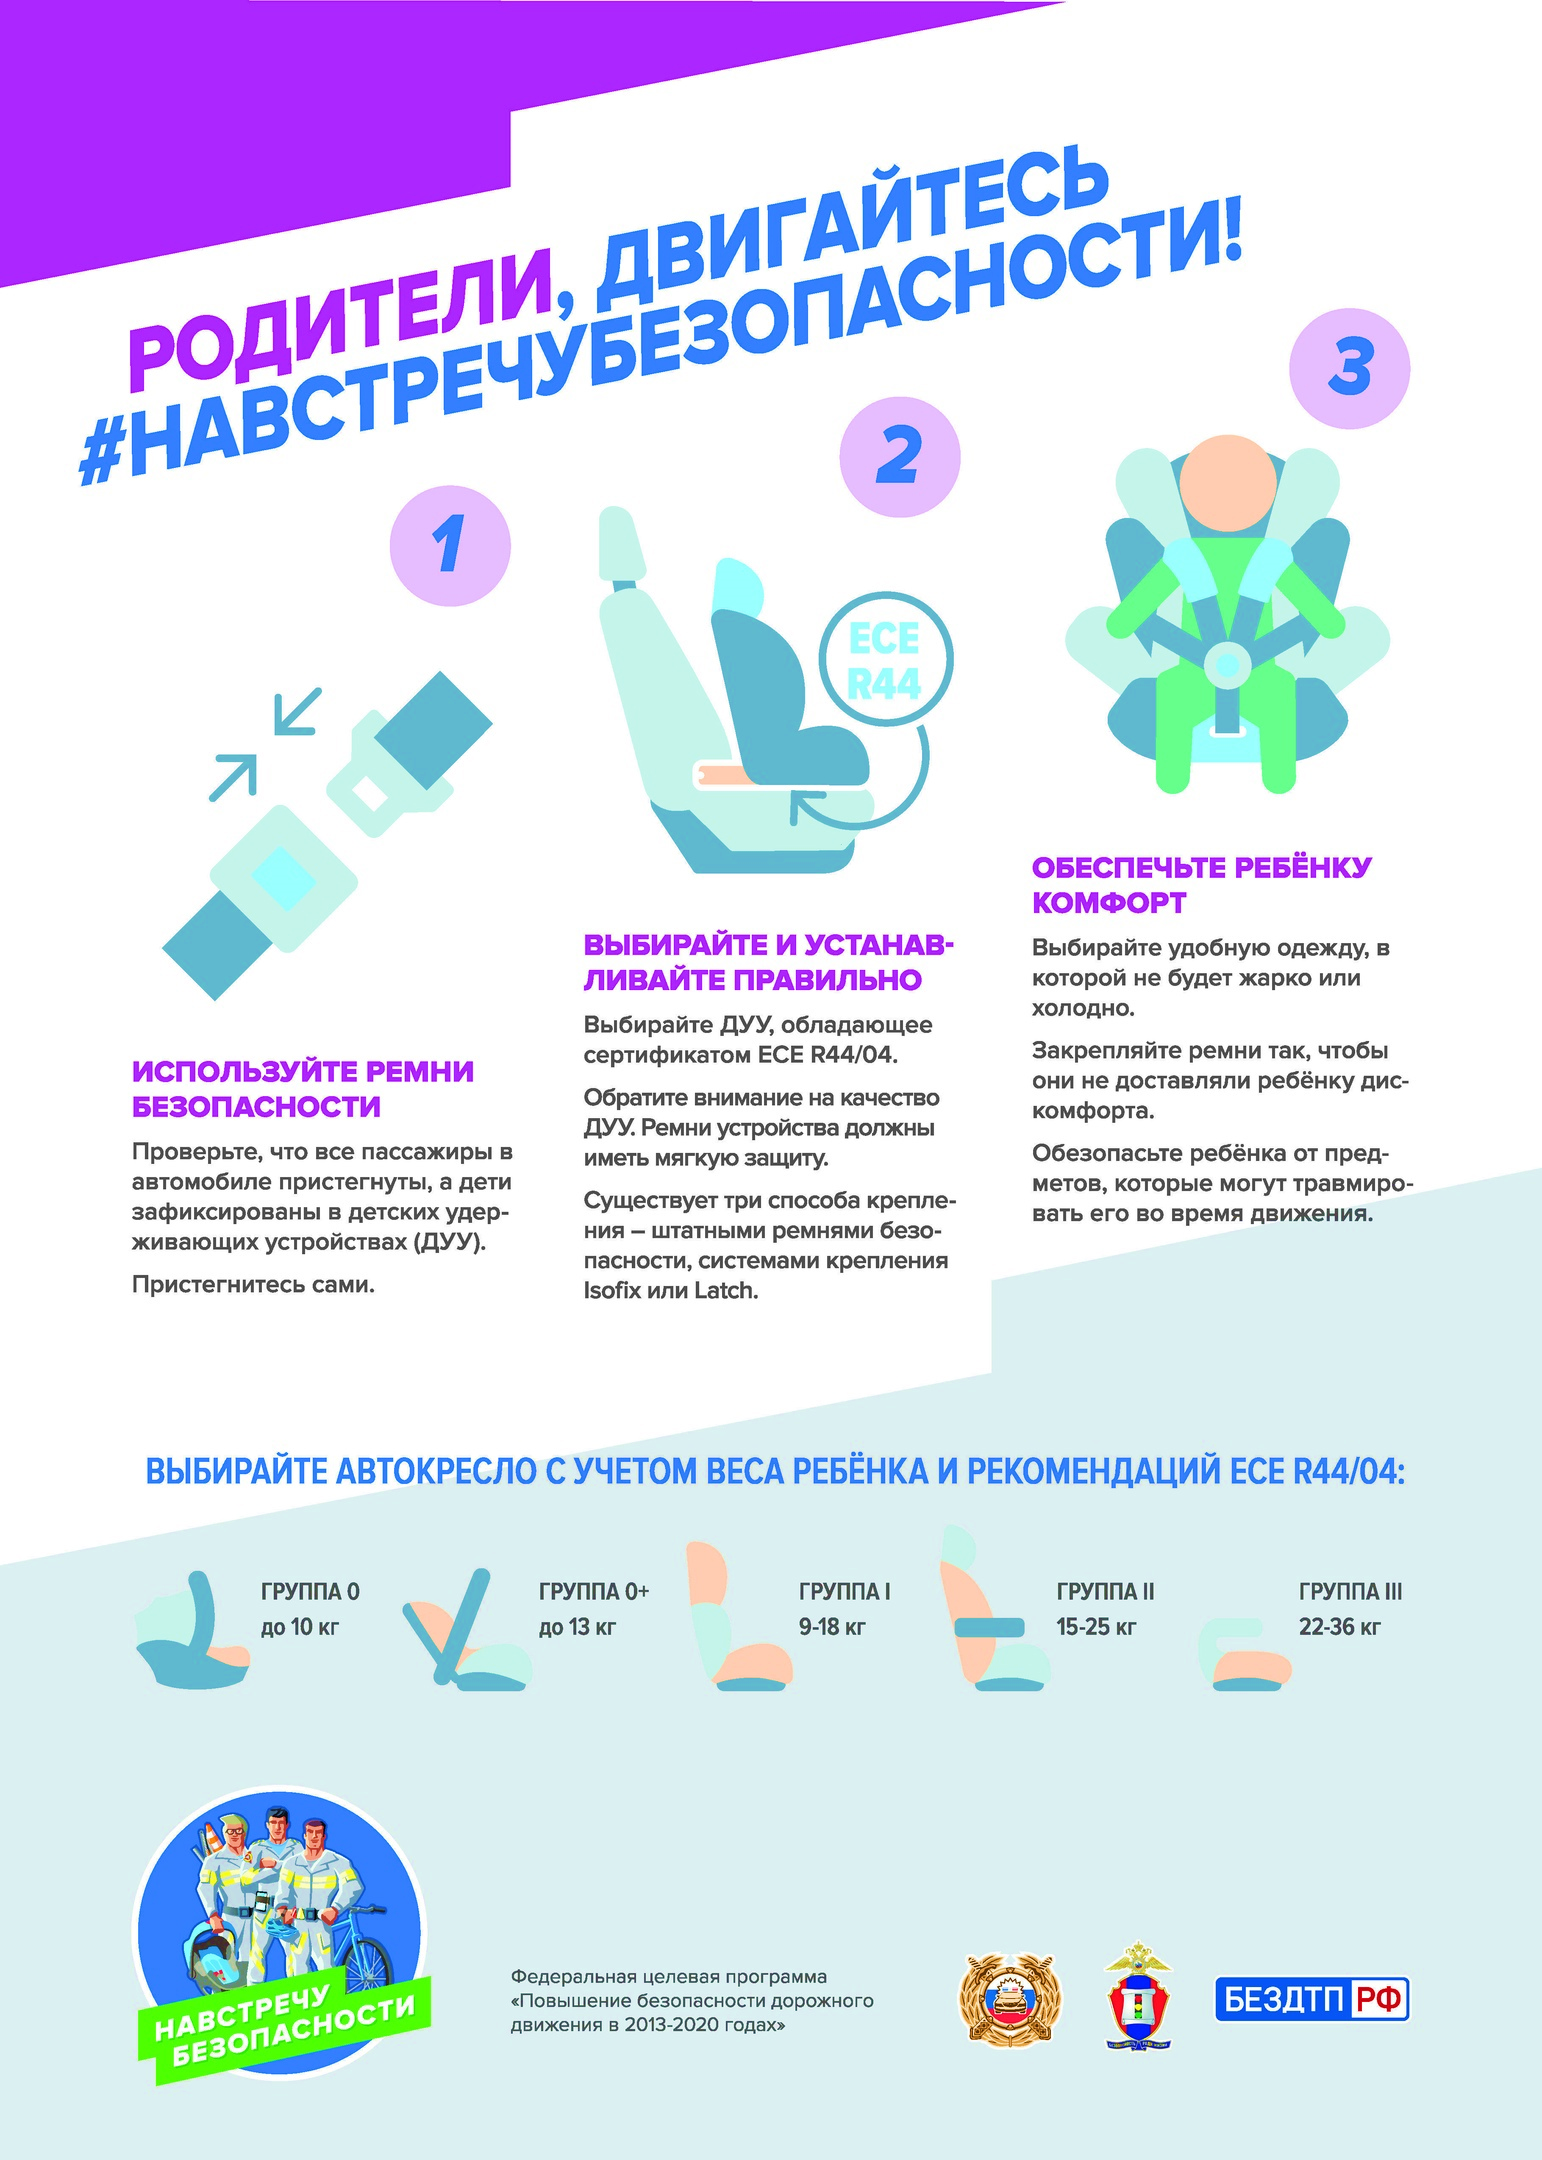 РОДИТЕЛИ, ДВИГАЙТЕСЬ
#НАВСТРЕЧУБЕЗОПАСНОСТИ!
1
ИСПОЛЬЗУЙТЕ РЕМНИ
БЕЗОПАСНОСТИ
Проверьте, что все пассажиры в
автомобиле пристегнуты, а дети
зафиксированы в детских удер-
живающих устройствах (ДУУ).
Пристегнитесь сами.
2
ECE
R44
ВЫБИРАЙТЕ И УСТАНАВ-
ЛИВАЙТЕ ПРАВИЛЬНО
Выбирайте ДУУ, обладающее
сертификатом ECE R44/04.
Обратите внимание на качество
ДУУ. Ремни устройства должны
иметь мягкую защиту.
Существует три способа крепле-
ния – штатными ремнями безо-
пасности, системами крепления
Isofix или Latch.
3
ОБЕСПЕЧЬТЕ РЕБЁНКУ
КОМФОРТ
Выбирайте удобную одежду, в
которой не будет жарко или
холодно.
Закрепляйте ремни так, чтобы
они не доставляли ребёнку дис-
комфорта.
Обезопасьте ребёнка от пред-
метов, которые могут травмиро-
вать его во время движения.
ВЫБИРАЙТЕ АВТОКРЕСЛО С УЧЕТОМ ВЕСА РЕБЁНКА И РЕКОМЕНДАЦИЙ ECE R44/04:
ГРУППА 0
до 10 кг
ГРУППА 0+
до 13 кг
ГРУППА I
9-18 кг
ГРУППА II
15-25 кг
ГРУППА III
22-36 кг
НАВСТРЕЧУ
БЕЗОПАСНОСТИ
Федеральная целевая программа
«Повышение безопасности дорожного
движения в 2013-2020 годах»
БЕЗДТП РФ